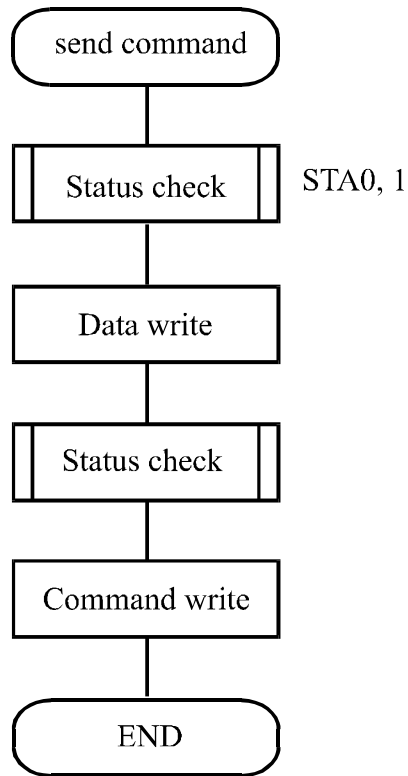 send command
Status check
STA0, 1
Data write
Status check
Command write
END